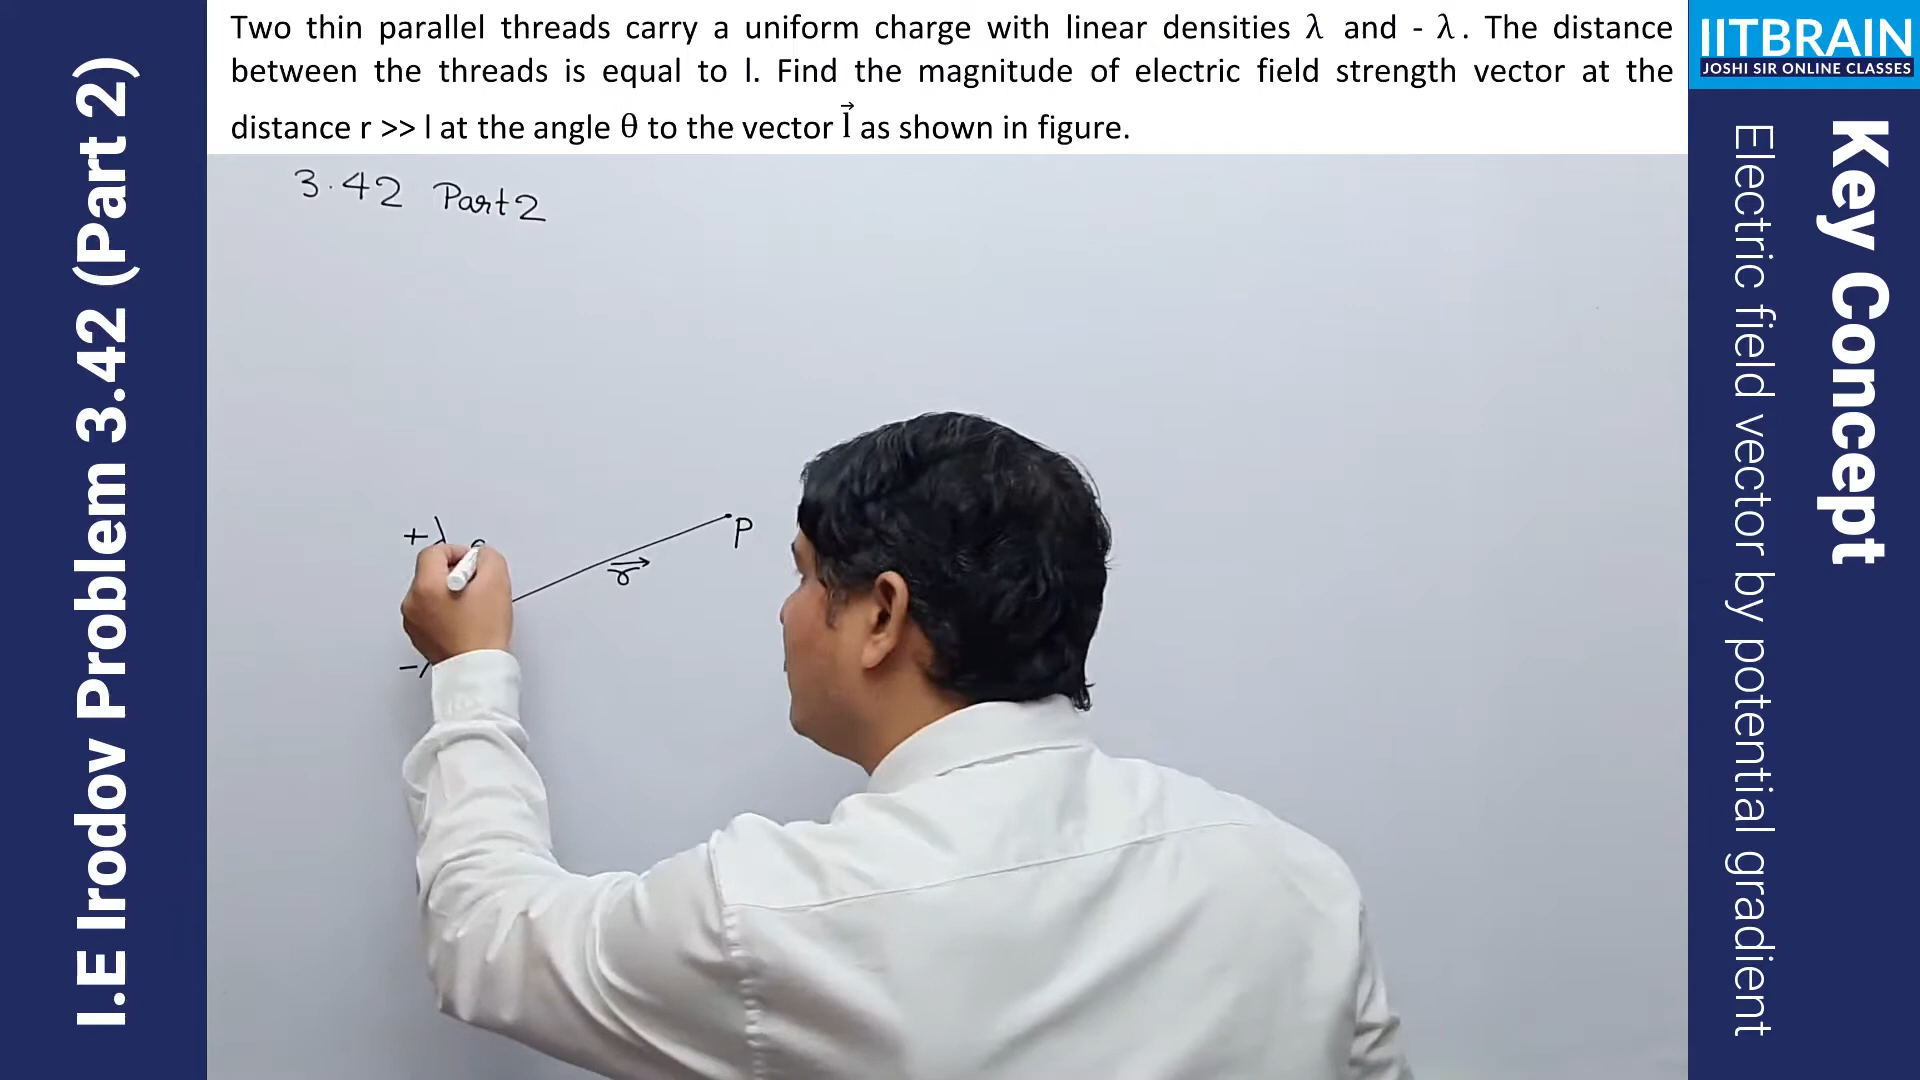 Two thin parallel threads carry a uniform charge with linear densities λ and - λ. The distance
between the threads is equal to l. Find the magnitude of electric field strength vector at the
distance r >> l at the angle θ to the vector l⃗ as shown in figure.
IITBRAIN
JOSHI SIR ONLINE CLASSES
I.E Irodov Problem 3.42 (Part 2)
Key Concept
Electric field vector by potential gradient
3.42 Part 2
+λ
P
r⃗